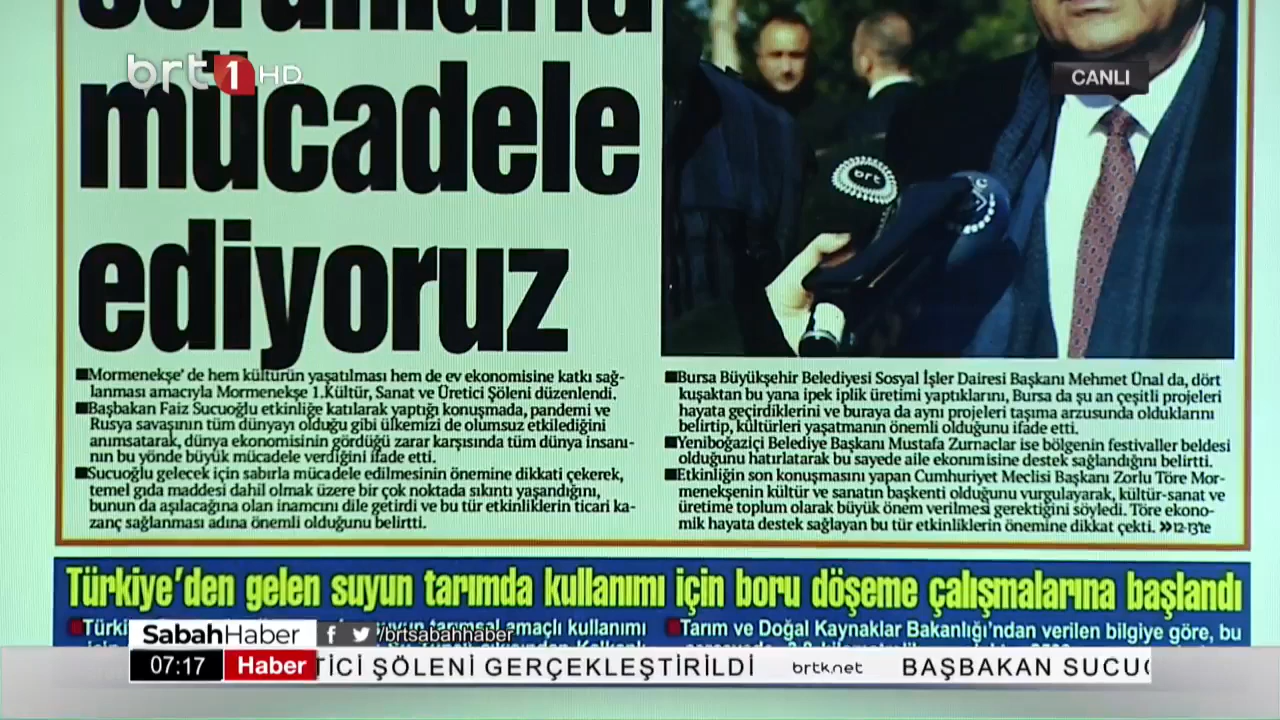 brt 1 HD
CANLI
mücadele
ediyoruz
brt
■Mormenekşe' de hem kültürün yaşatılması hem de ev ekonomisine katkı sağ-
lanması amacıyla Mormenekşe 1.Kültür, Sanat ve Üretici Şöleni düzenlendi.
■Başbakan Faiz Sucuoğlu etkinliğe katılarak yaptığı konuşmada, pandemi ve
Rusya savaşının tüm dünyayı olduğu gibi ülkemizi de olumsuz etkilediğini
anımsatarak, dünya ekonomisinin gördüğü zarar karşısında tüm dünya insanı-
nın bu yönde büyük mücadele verdiğini ifade etti.
■Sucuoğlu gelecek için sabırla mücadele edilmesinin önemine dikkati çekerek,
temel gıda maddesi dahil olmak üzere bir çok noktada sıkıntı yaşandığını,
bunun da aşılacağına olan inamcını dile getirdi ve bu tür etkinliklerin ticari ka-
zanç sağlanması adına önemli olduğunu belirtti.
■Bursa Büyükşehir Belediyesi Sosyal İşler Dairesi Başkanı Mehmet Ünal da, dört
kuşaktan bu yana ipek iplik üretimi yaptıklarını, Bursa da şu an çeşitli projeleri
hayata geçirdiklerini ve buraya da aynı projeleri taşıma arzusunda olduklarını
belirtip, kültürleri yaşatmanın önemli olduğunu ifade etti.
■Yeniboğaziçi Belediye Başkanı Mustafa Zurnaclar ise bölgenin festivaller beldesi
olduğunu hatırlatarak bu sayede aile ekonımisine destek sağlandığını belirtti.
■Etkinliğin son konuşmasını yapan Cumhuriyet Meclisi Başkanı Zorlu Töre Mor-
menekşenin kültür ve sanatın başkenti olduğunu vurgulayarak, kültür-sanat ve
üretime toplum olarak büyük önem verilmesi gerektiğini söyledi. Töre ekono-
mik hayata destek sağlayan bu tür etkinliklerin önemine dikkat çekti. »12-13'te
Türkiye'den gelen suyun tarımda kullanımı için boru döşeme çalışmalarına başlandı
suyun tarımsal amaçlı kullanımı
■Tarım ve Doğal Kaynaklar Bakanlığı'ndan verilen bilgiye göre, bu
SabahHaber f /brtsabahhaber
07:17 Haber TİCİ ŞÖLENİ GERÇEKLEŞTİRİLDİ brtk.net BAŞBAKAN SUCUO